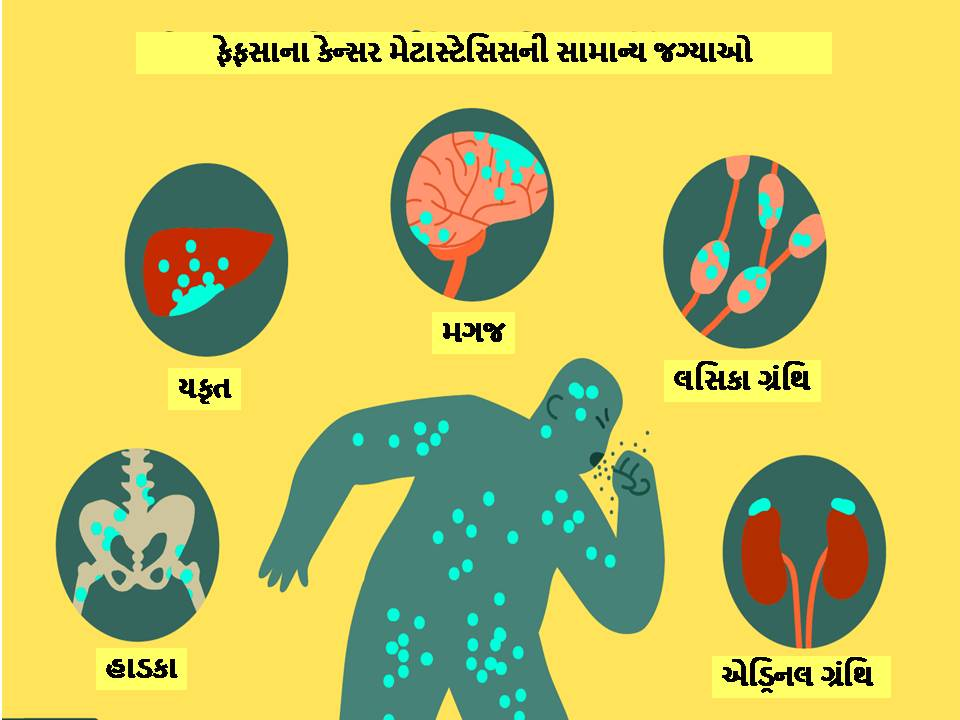 ફેફસાના કેન્સર મેટાસ્ટેસિસની સામાન્ય જગ્યાઓ
મગજ
યકૃત
લસિકા ગ્રંથિ
હાડકા
એડ્રિનલ ગ્રંથિ